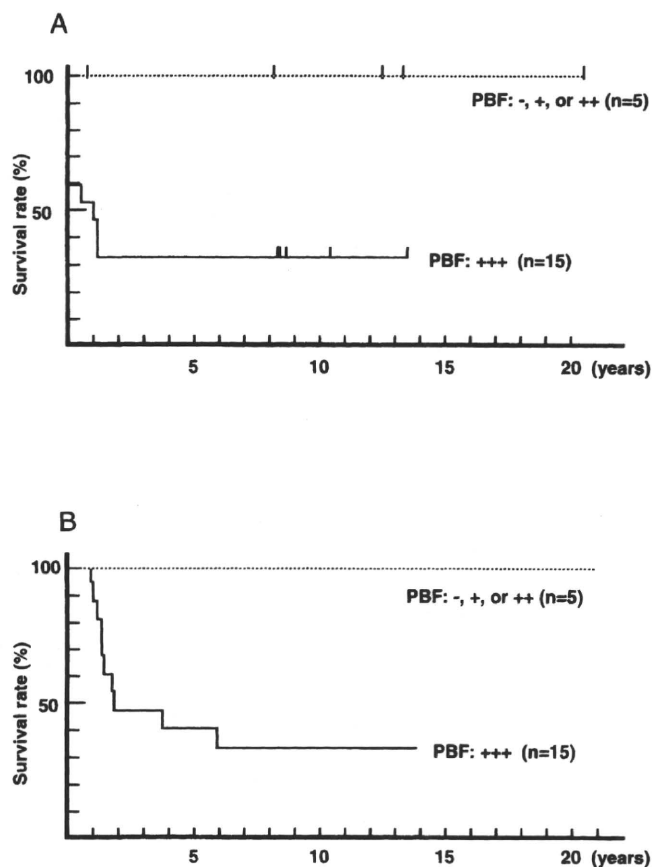 A
100
PBF: -, +, or ++ (n=5)
50
Survival rate (%)
PBF: +++ (n=15)
5 10 15 20 (years)
B
100
PBF: -, +, or ++ (n=5)
50
Survival rate (%)
PBF: +++ (n=15)
5 10 15 20 (years)